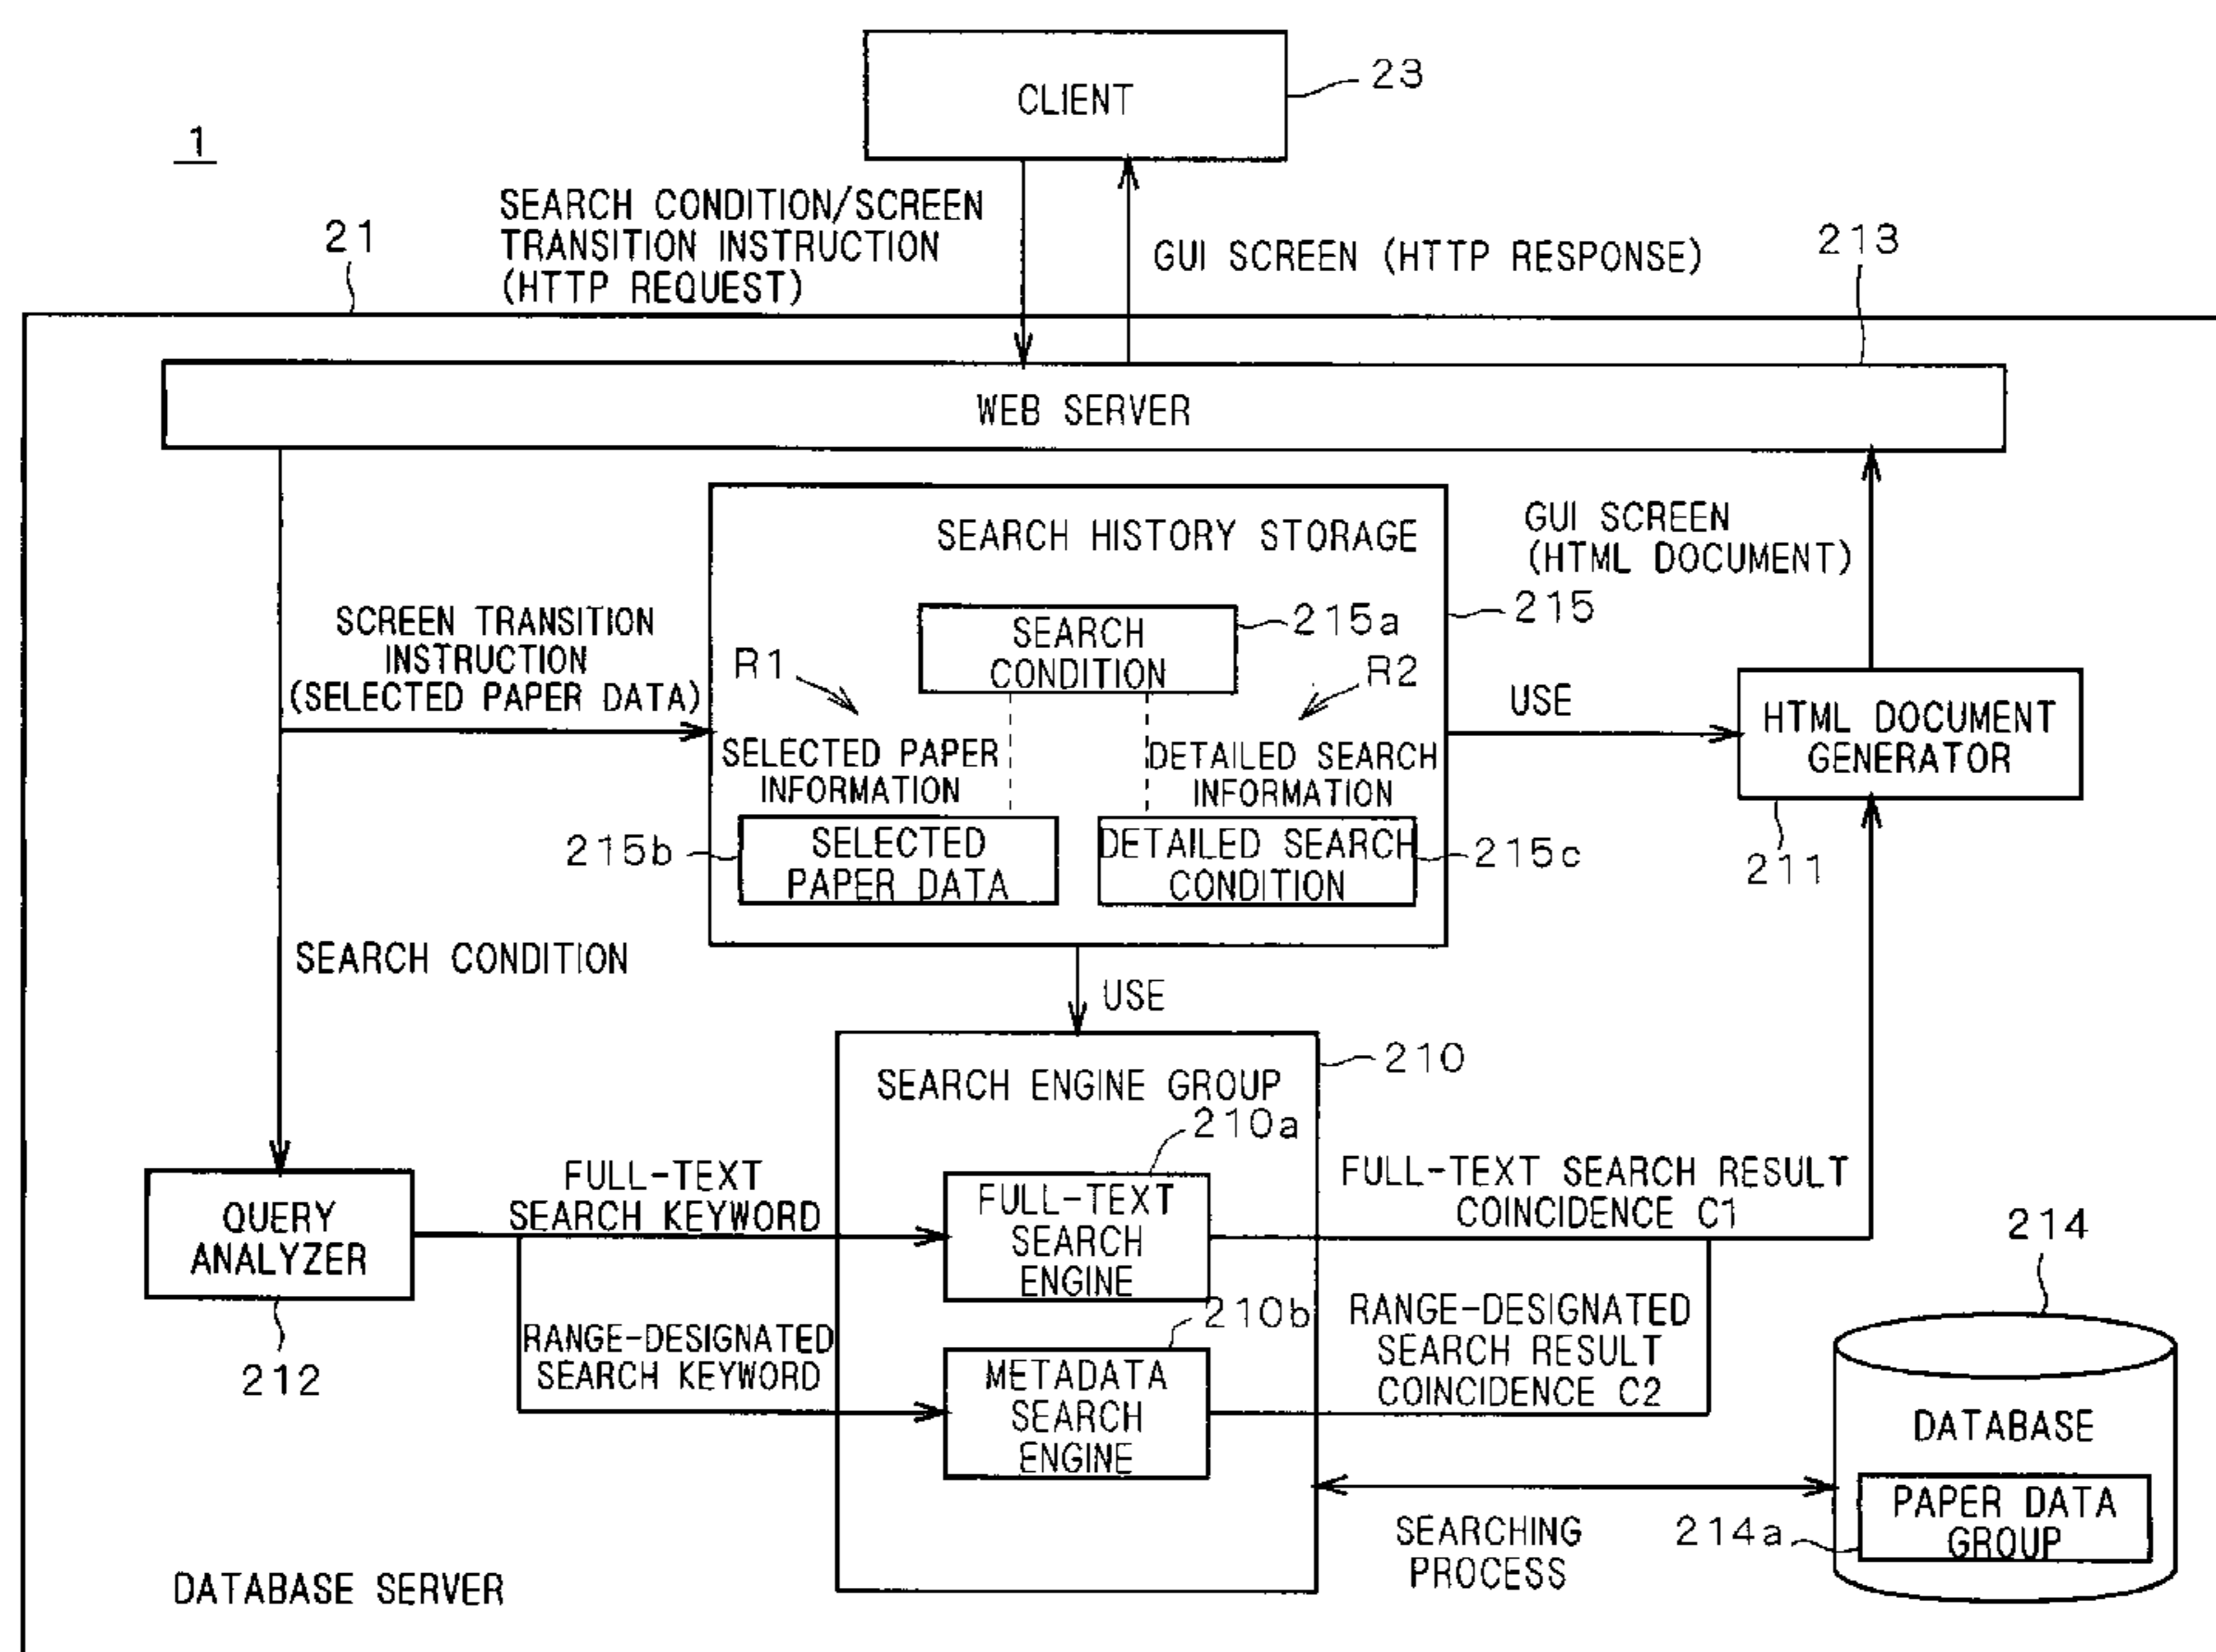 CLIENT
23
1
SEARCH CONDITION/SCREEN
TRANSITION INSTRUCTION
(HTTP REQUEST)
GUI SCREEN (HTTP RESPONSE)
21
213
WEB SERVER
SEARCH HISTORY STORAGE
GUI SCREEN
(HTML DOCUMENT)
215
SCREEN TRANSITION
INSTRUCTION
(SELECTED PAPER DATA)
SEARCH
CONDITION
215a
R1
R2
USE
HTML DOCUMENT
GENERATOR
211
SELECTED PAPER
INFORMATION
DETAILED SEARCH
INFORMATION
215b
SELECTED
PAPER DATA
DETAILED SEARCH
CONDITION
215c
SEARCH CONDITION
USE
210
SEARCH ENGINE GROUP
210a
QUERY
ANALYZER
212
FULL-TEXT
SEARCH KEYWORD
FULL-TEXT
SEARCH
ENGINE
FULL-TEXT SEARCH RESULT
COINCIDENCE C1
RANGE-DESIGNATED
SEARCH KEYWORD
210b
METADATA
SEARCH
ENGINE
RANGE-DESIGNATED
SEARCH RESULT
COINCIDENCE C2
214
DATABASE
PAPER DATA
GROUP
214a
SEARCHING
PROCESS
DATABASE SERVER